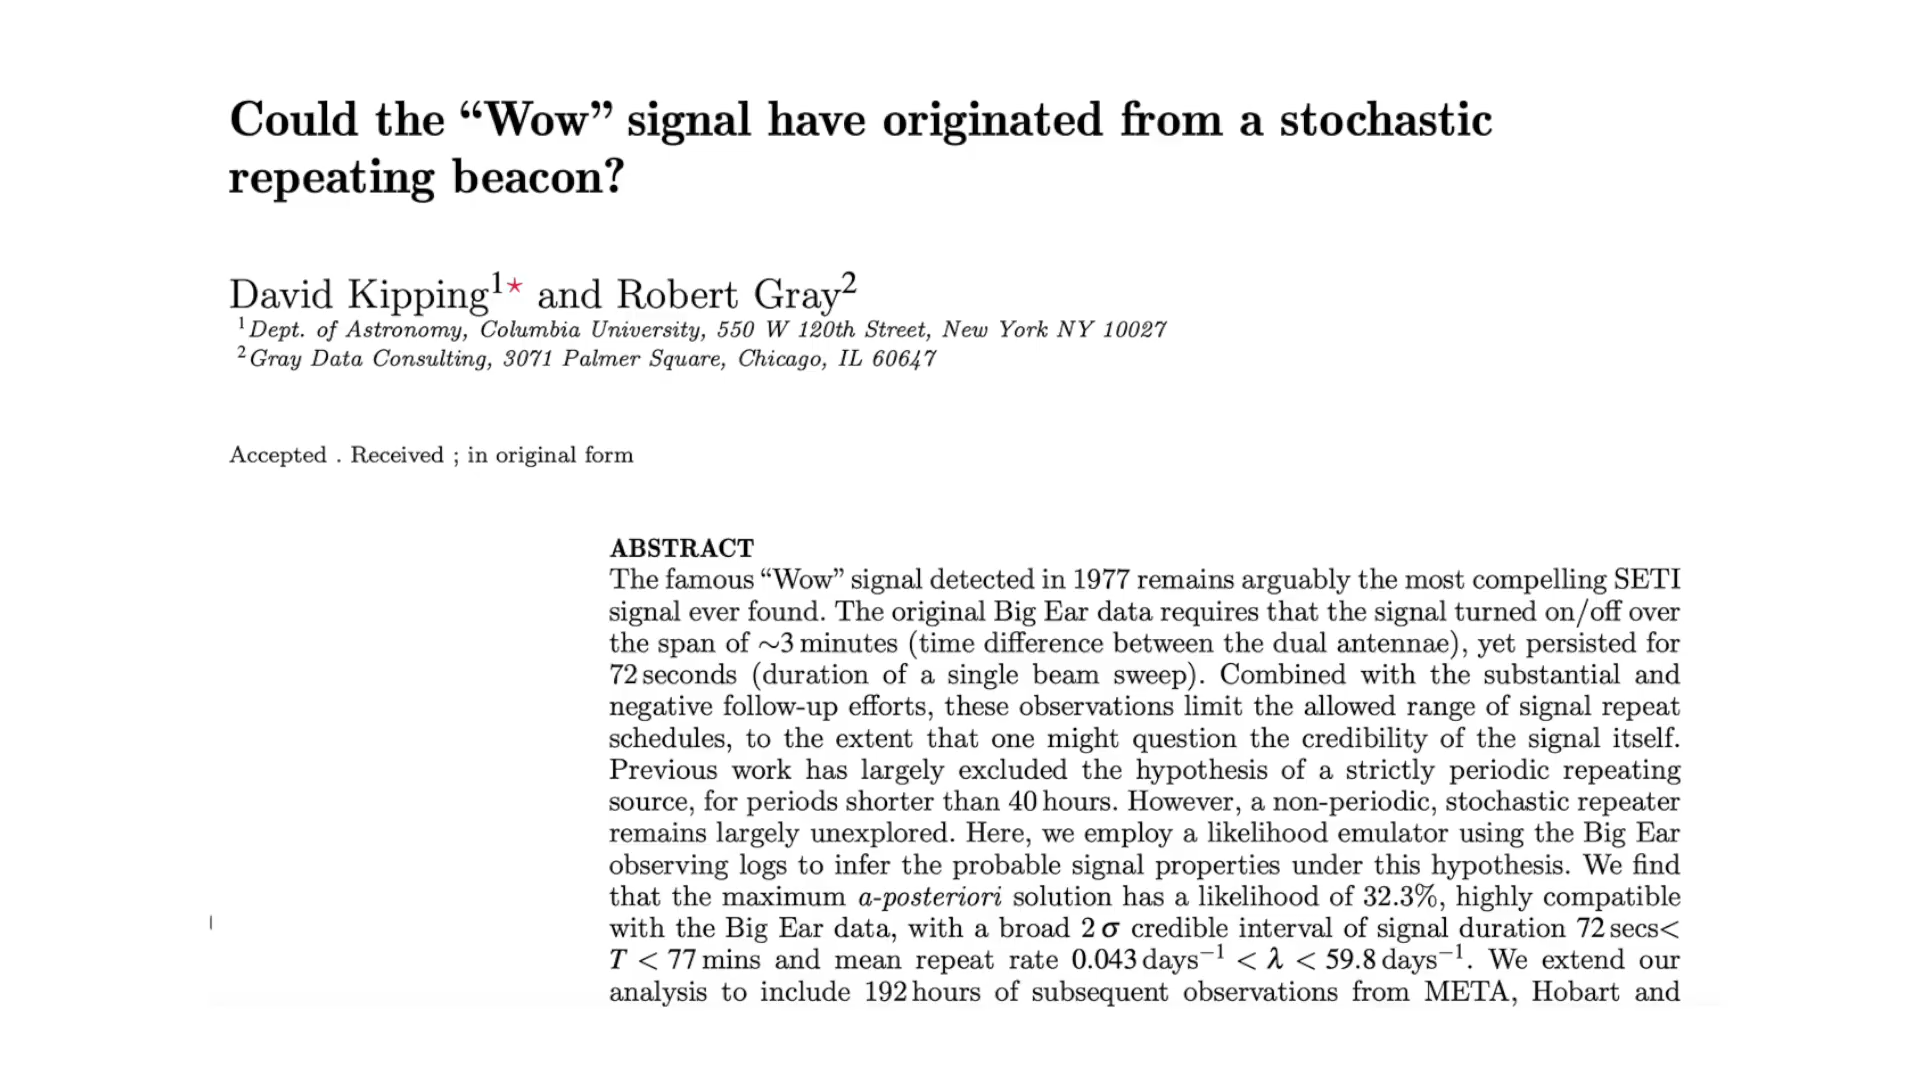 Could the “Wow” signal have originated from a stochastic
repeating beacon?
David Kipping1⋆ and Robert Gray2
1 Dept. of Astronomy, Columbia University, 550 W 120th Street, New York NY 10027
2 Gray Data Consulting, 3071 Palmer Square, Chicago, IL 60647
Accepted . Received ; in original form
ABSTRACT
The famous “Wow” signal detected in 1977 remains arguably the most compelling SETI
signal ever found. The original Big Ear data requires that the signal turned on/off over
the span of ∼3 minutes (time difference between the dual antennae), yet persisted for
72 seconds (duration of a single beam sweep). Combined with the substantial and
negative follow-up efforts, these observations limit the allowed range of signal repeat
schedules, to the extent that one might question the credibility of the signal itself.
Previous work has largely excluded the hypothesis of a strictly periodic repeating
source, for periods shorter than 40 hours. However, a non-periodic, stochastic repeater
remains largely unexplored. Here, we employ a likelihood emulator using the Big Ear
observing logs to infer the probable signal properties under this hypothesis. We find
that the maximum a-posteriori solution has a likelihood of 32.3%, highly compatible
with the Big Ear data, with a broad 2 σ credible interval of signal duration 72 secs<
T < 77 mins and mean repeat rate 0.043 days−1 < λ < 59.8 days−1. We extend our
analysis to include 192 hours of subsequent observations from META, Hobart and